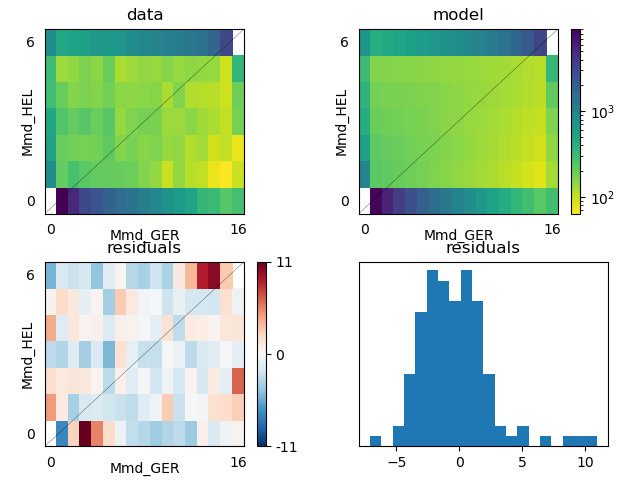 data
model
6
Mmd_HEL
0
0
16
Mmd_GER
6
Mmd_HEL
0
0
16
Mmd_GER
10³
10²
residuals
residuals
6
Mmd_HEL
0
0
16
Mmd_GER
11
0
-11
−5
0
5
10